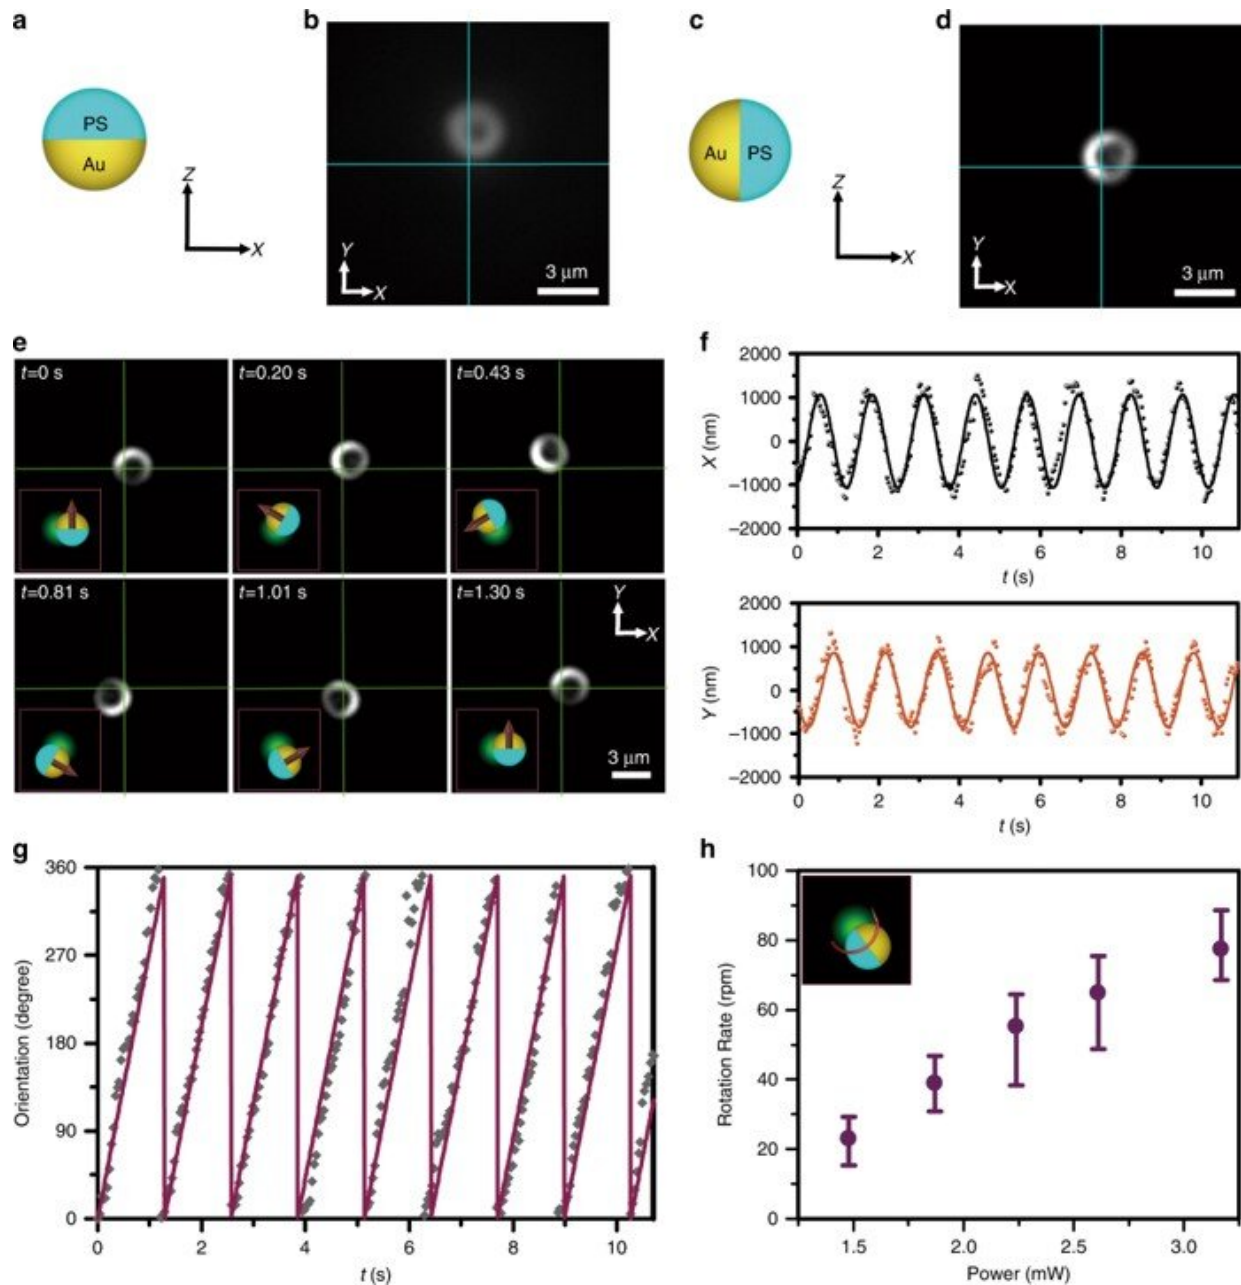 a
PS
Au
Z
X
b
Y
X
3 μm
c
Au
PS
Z
X
d
Y
X
3 μm
e
t=0 s
t=0.20 s
t=0.43 s
t=0.81 s
t=1.01 s
t=1.30 s
Y
X
3 μm
f
2000
1000
0
−1000
−2000
X (nm)
0 2 4 6 8 10
t (s)
2000
1000
0
−1000
−2000
Y (nm)
0 2 4 6 8 10
t (s)
g
360
270
180
90
0
Orientation (degree)
0 2 4 6 8 10
t (s)
h
100
80
60
40
20
0
Rotation Rate (rpm)
1.5 2.0 2.5 3.0
Power (mW)